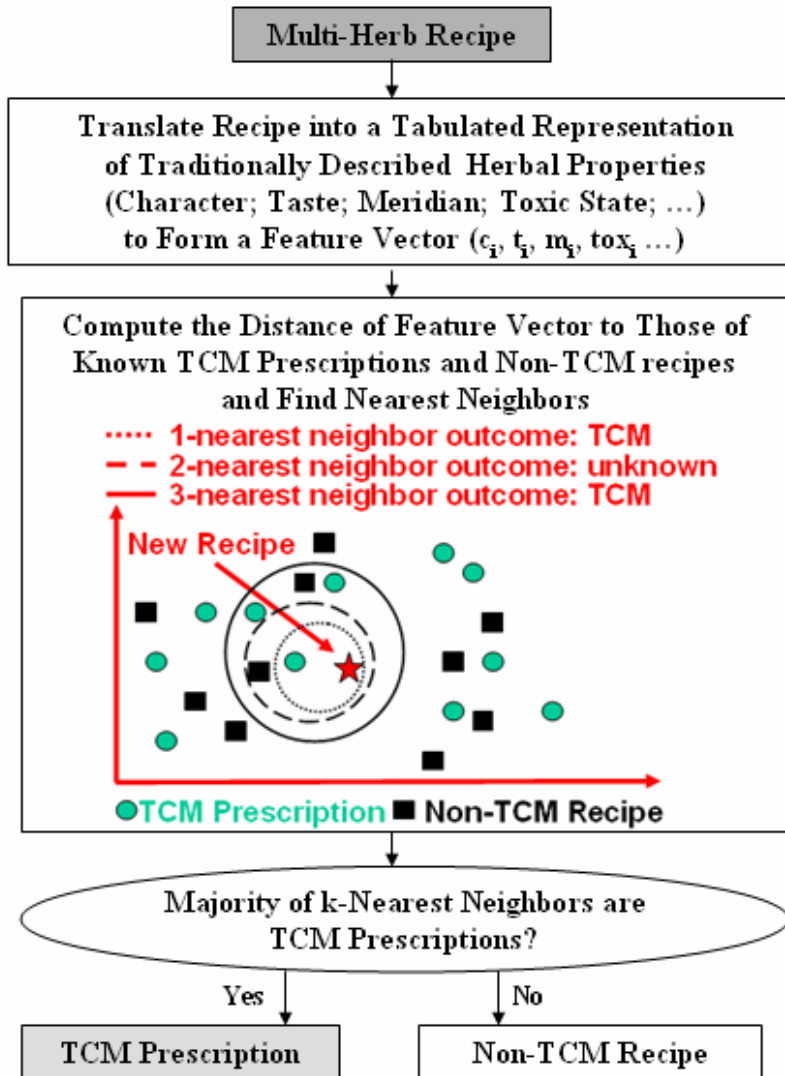 Multi-Herb Recipe
Translate Recipe into a Tabulated Representation
of Traditionally Described Herbal Properties
(Character; Taste; Meridian; Toxic State; ...)
to Form a Feature Vector (cᵢ, tᵢ, mᵢ, toxᵢ ...)
Compute the Distance of Feature Vector to Those of
Known TCM Prescriptions and Non-TCM recipes
and Find Nearest Neighbors
1-nearest neighbor outcome: TCM
2-nearest neighbor outcome: unknown
3-nearest neighbor outcome: TCM
New Recipe
TCM Prescription Non-TCM Recipe
Majority of k-Nearest Neighbors are
TCM Prescriptions?
Yes No
TCM Prescription Non-TCM Recipe